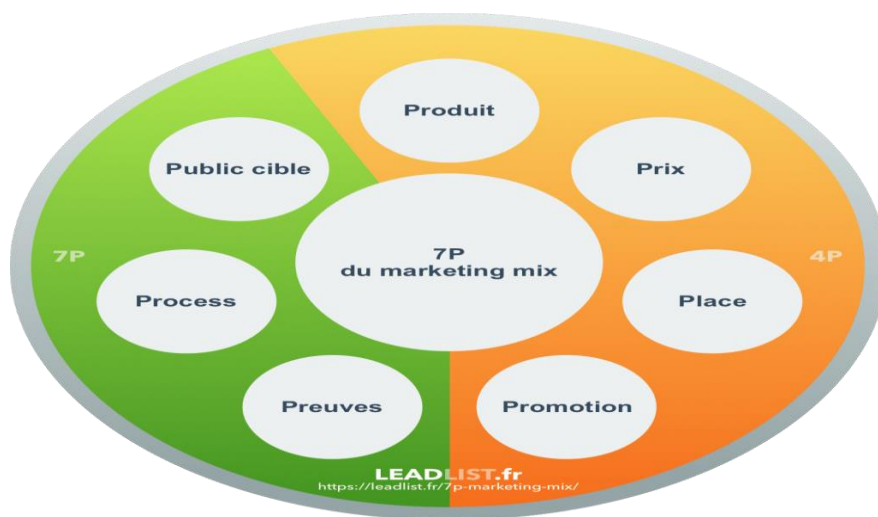 Produit
Public cible
Prix
7P
7P
du marketing mix
4P
Process
Place
Preuves
Promotion
LEADLIST.fr
https://leadlist.fr/7p-marketing-mix/